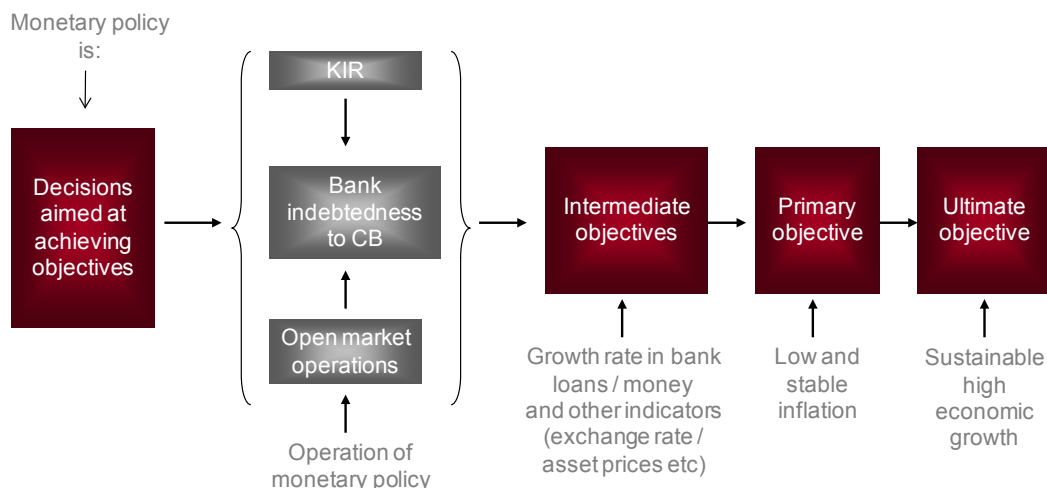 Monetary policy
is:
Decisions
aimed at
achieving
objectives
KIR
Bank
indebtedness
to CB
Open market
operations
Operation of
monetary policy
Intermediate
objectives
Growth rate in bank
loans / money
and other indicators
(exchange rate /
asset prices etc)
Primary
objective
Low and
stable
inflation
Ultimate
objective
Sustainable
high
economic
growth